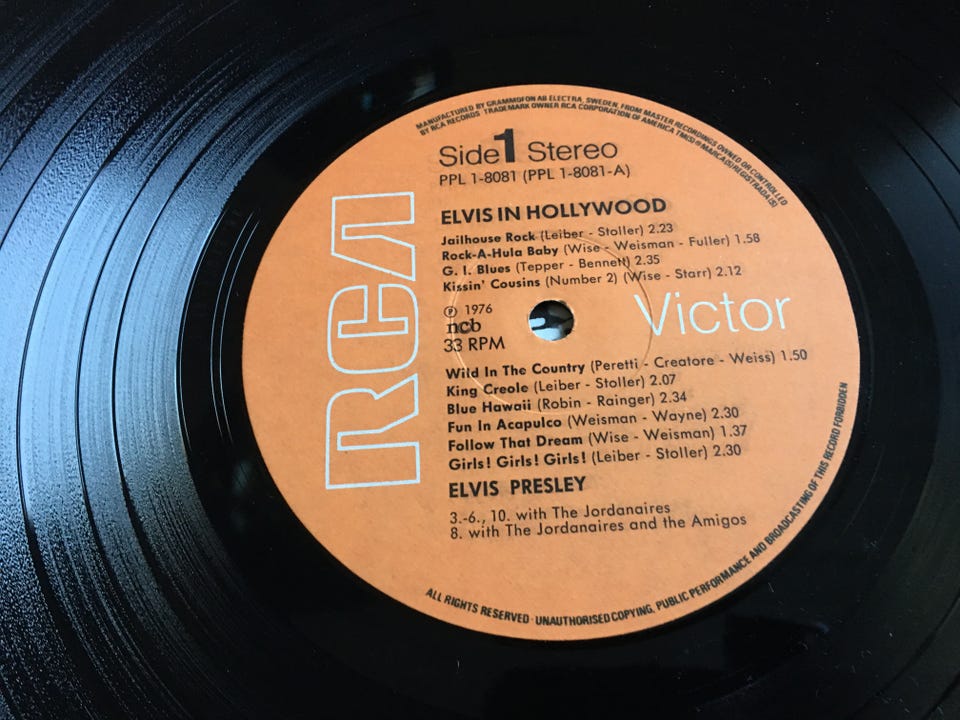 MANUFACTURED BY GRAMMOFON AB ELECTRA, SWEDEN, FROM MASTER RECORDINGS OWNED OR CONTROLLED
BY RCA RECORDS TRADEMARK OWNER RCA CORPORATION OF AMERICA TM(S) ® MARCA(S) REGISTRADA(S)
Side 1 Stereo
PPL 1-8081 (PPL 1-8081-A)
RCA
ELVIS IN HOLLYWOOD
Jailhouse Rock (Leiber - Stoller) 2.23
Rock-A-Hula Baby (Wise - Weisman - Fuller) 1.58
G. I. Blues (Tepper - Bennett) 2.35
Kissin' Cousins (Number 2) (Wise - Starr) 2.12
℗ 1976
ncb
33 RPM
Victor
Wild In The Country (Peretti - Creatore - Weiss) 1.50
King Creole (Leiber - Stoller) 2.07
Blue Hawaii (Robin - Rainger) 2.34
Fun In Acapulco (Weisman - Wayne) 2.30
Follow That Dream (Wise - Weisman) 1.37
Girls! Girls! Girls! (Leiber - Stoller) 2.30
ELVIS PRESLEY
3.-6., 10. with The Jordanaires
8. with The Jordanaires and the Amigos
ALL RIGHTS RESERVED · UNAUTHORISED COPYING, PUBLIC PERFORMANCE AND BROADCASTING OF THIS RECORD FORBIDDEN